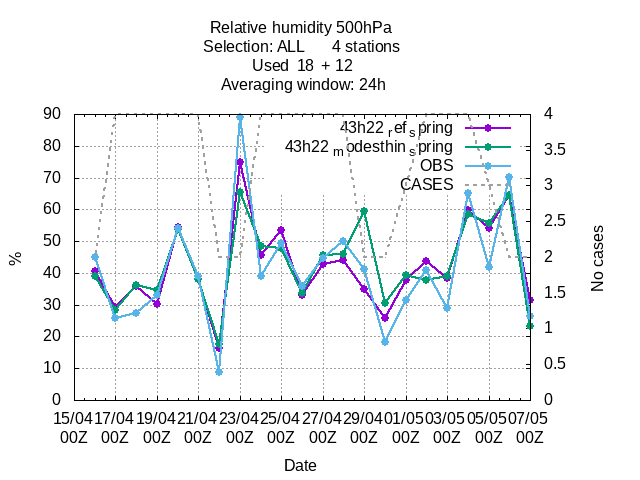 Relative humidity 500hPa
Selection: ALL 4 stations
Used 18 + 12
Averaging window: 24h
90 4
43h22_ref_spring
43h22_modesthin_spring
OBS
CASES
80 3.5
70 3
60 2.5
50 2
40 1.5
30 1
20 0.5
10 0
0
%
No cases
15/04 17/04 19/04 21/04 23/04 25/04 27/04 29/04 01/05 03/05 05/05 07/05
00Z 00Z 00Z 00Z 00Z 00Z 00Z 00Z 00Z 00Z 00Z 00Z
Date